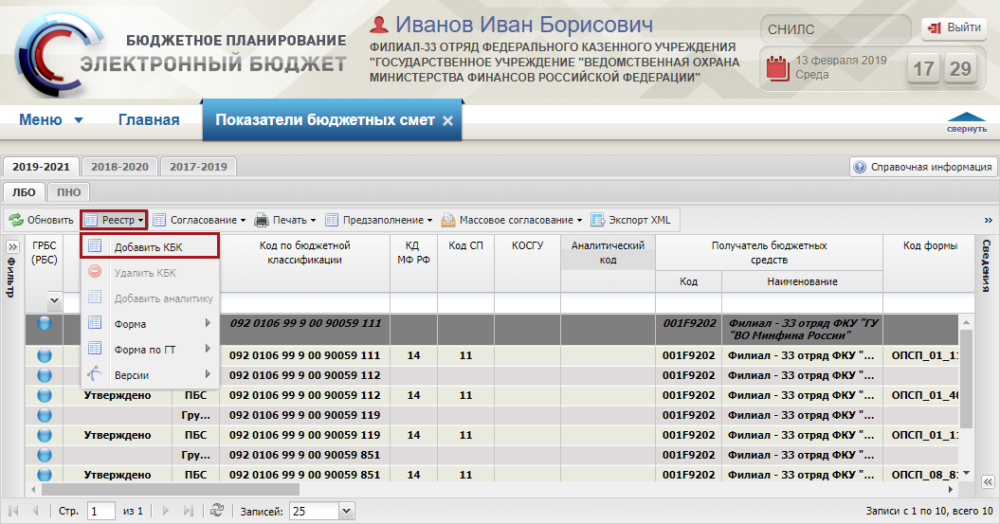 БЮДЖЕТНОЕ ПЛАНИРОВАНИЕ
ЭЛЕКТРОННЫЙ БЮДЖЕТ
Иванов Иван Борисович
ФИЛИАЛ-33 ОТРЯД ФЕДЕРАЛЬНОГО КАЗЕННОГО УЧРЕЖДЕНИЯ
"ГОСУДАРСТВЕННОЕ УЧРЕЖДЕНИЕ "ВЕДОМСТВЕННАЯ ОХРАНА
МИНИСТЕРСТВА ФИНАНСОВ РОССИЙСКОЙ ФЕДЕРАЦИИ"
СНИЛС
Выйти
13 февраля 2019
Среда
17 29
Меню Главная Показатели бюджетных смет
свернуть
2019-2021 2018-2020 2017-2019 Справочная информация
ЛБО ПНО
Обновить Реестр Согласование Печать Предзаполнение Массовое согласование Экспорт XML »
Фильтр
Сведения
ГРБС (РБС) Код по бюджетной классификации КД МФ РФ Код СП КОСГУ Аналитический код Получатель бюджетных средств Код формы
Код Наименование
Добавить КБК
Удалить КБК
Добавить аналитику
Форма
Форма по ГТ
Версии
092 0106 99 9 00 90059 111 001F9202 Филиал - 33 отряд ФКУ "ГУ "ВО Минфина России"
092 0106 99 9 00 90059 111 14 11 001F9202 Филиал - 33 отряд ФКУ "... ОПСП_01_11
092 0106 99 9 00 90059 112 001F9202 Филиал - 33 отряд ФКУ "...
Утверждено ПБС 092 0106 99 9 00 90059 112 14 11 001F9202 Филиал - 33 отряд ФКУ "... ОПСП_01_40
Гру... 092 0106 99 9 00 90059 119 001F9202 Филиал - 33 отряд ФКУ "...
Утверждено ПБС 092 0106 99 9 00 90059 119 14 11 001F9202 Филиал - 33 отряд ФКУ "... ОПСП_01_11
Гру... 092 0106 99 9 00 90059 851 001F9202 Филиал - 33 отряд ФКУ "...
Утверждено ПБС 092 0106 99 9 00 90059 851 14 11 001F9202 Филиал - 33 отряд ФКУ "... ОПСП_08_81
Стр. 1 из 1 Записей: 25 Записи с 1 по 10, всего 10